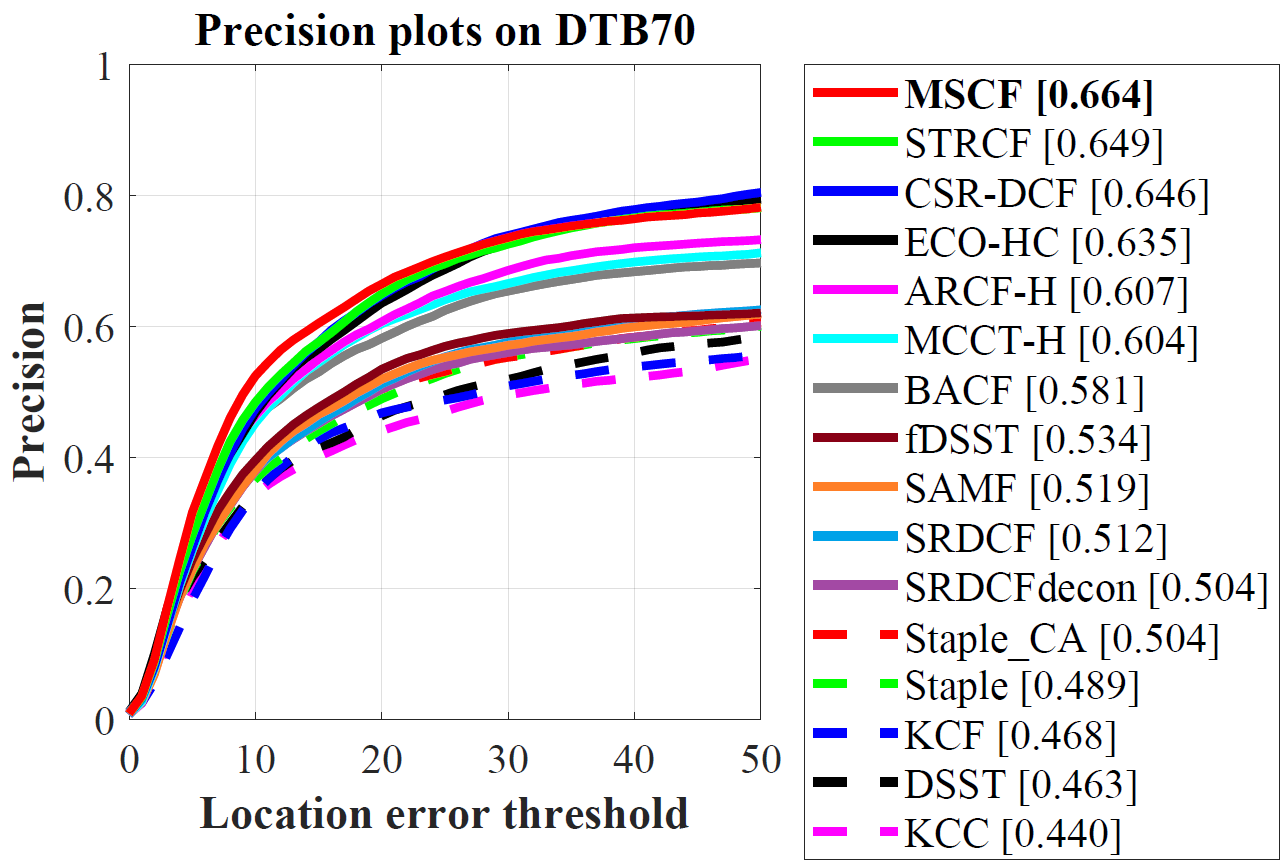 Precision plots on DTB70
Precision
1
0.8
0.6
0.4
0.2
0
0 10 20 30 40 50
Location error threshold
MSCF [0.664]
STRCF [0.649]
CSR-DCF [0.646]
ECO-HC [0.635]
ARCF-H [0.607]
MCCT-H [0.604]
BACF [0.581]
fDSST [0.534]
SAMF [0.519]
SRDCF [0.512]
SRDCFdecon [0.504]
Staple_CA [0.504]
Staple [0.489]
KCF [0.468]
DSST [0.463]
KCC [0.440]